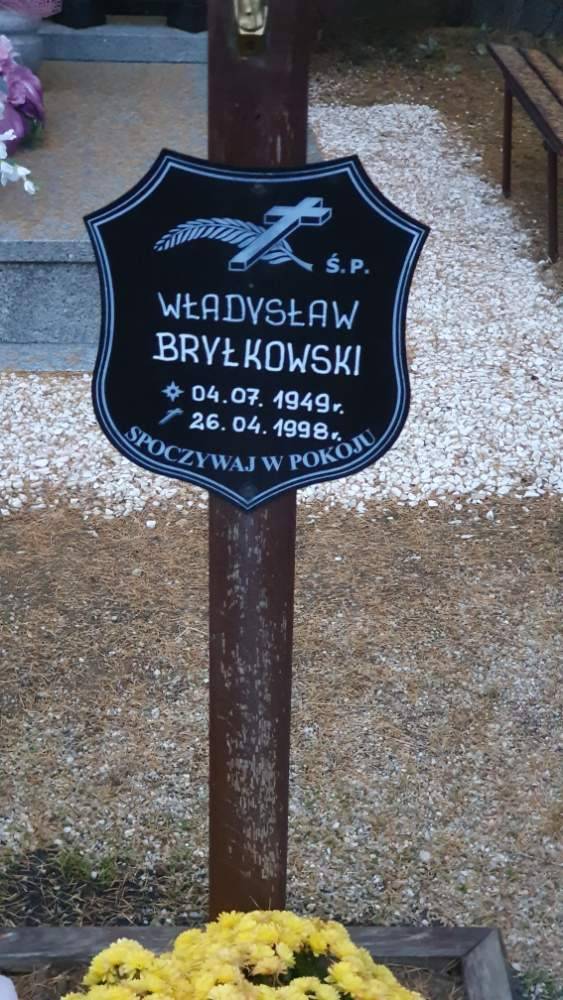 Ś.P.
WŁADYSŁAW
BRYŁKOWSKI
04.07.1949r.
26.04.1998r.
SPOCZYWAJ W POKOJU